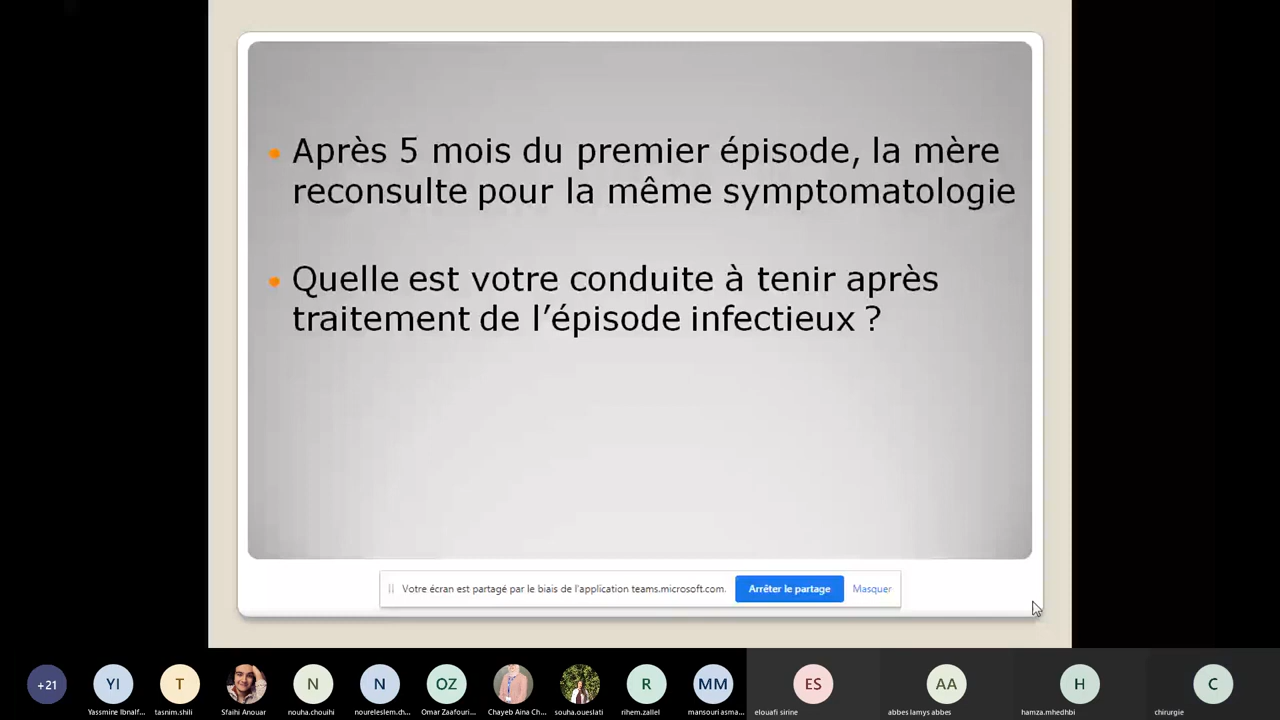 Après 5 mois du premier épisode, la mère
reconsulte pour la même symptomatologie
Quelle est votre conduite à tenir après
traitement de l’épisode infectieux ?
Votre écran est partagé par le biais de l'application teams.microsoft.com.
Arrêter le partage
Masquer
+21
YI
T
N
N
OZ
R
MM
ES
AA
H
C
Yassmine Ibnalf...
tasnim.shili
Sfaihi Anouar
nouha.chouihi
noureleslem.ch...
Omar Zaafouri...
Chayeb Aina Ch...
souha.oueslati
rihem.zallel
mansouri asma...
elouafi sirine
abbes lamys abbes
hamza.mhedhbi
chirurgie